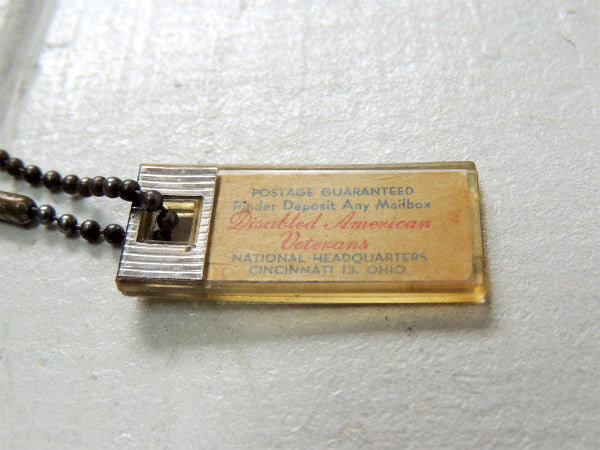 POSTAGE GUARANTEED
Finder Deposit Any Mailbox
Disabled American
Veterans
NATIONAL HEADQUARTERS
CINCINNATI 13, OHIO